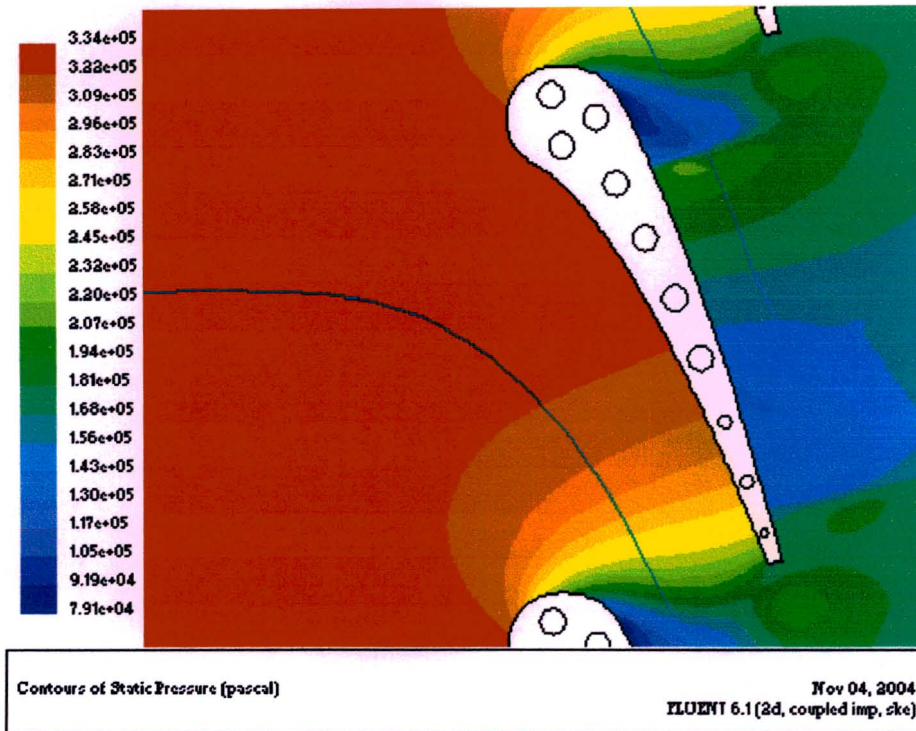 3.34e+05
3.22e+05
3.09e+05
2.96e+05
2.83e+05
2.71e+05
2.58e+05
2.45e+05
2.32e+05
2.20e+05
2.07e+05
1.94e+05
1.81e+05
1.68e+05
1.56e+05
1.43e+05
1.30e+05
1.17e+05
1.05e+05
9.19e+04
7.91e+04
Contours of Static Pressure (pascal)
Nov 04, 2004
FLUENT 6.1 (2d, coupled imp, ske)